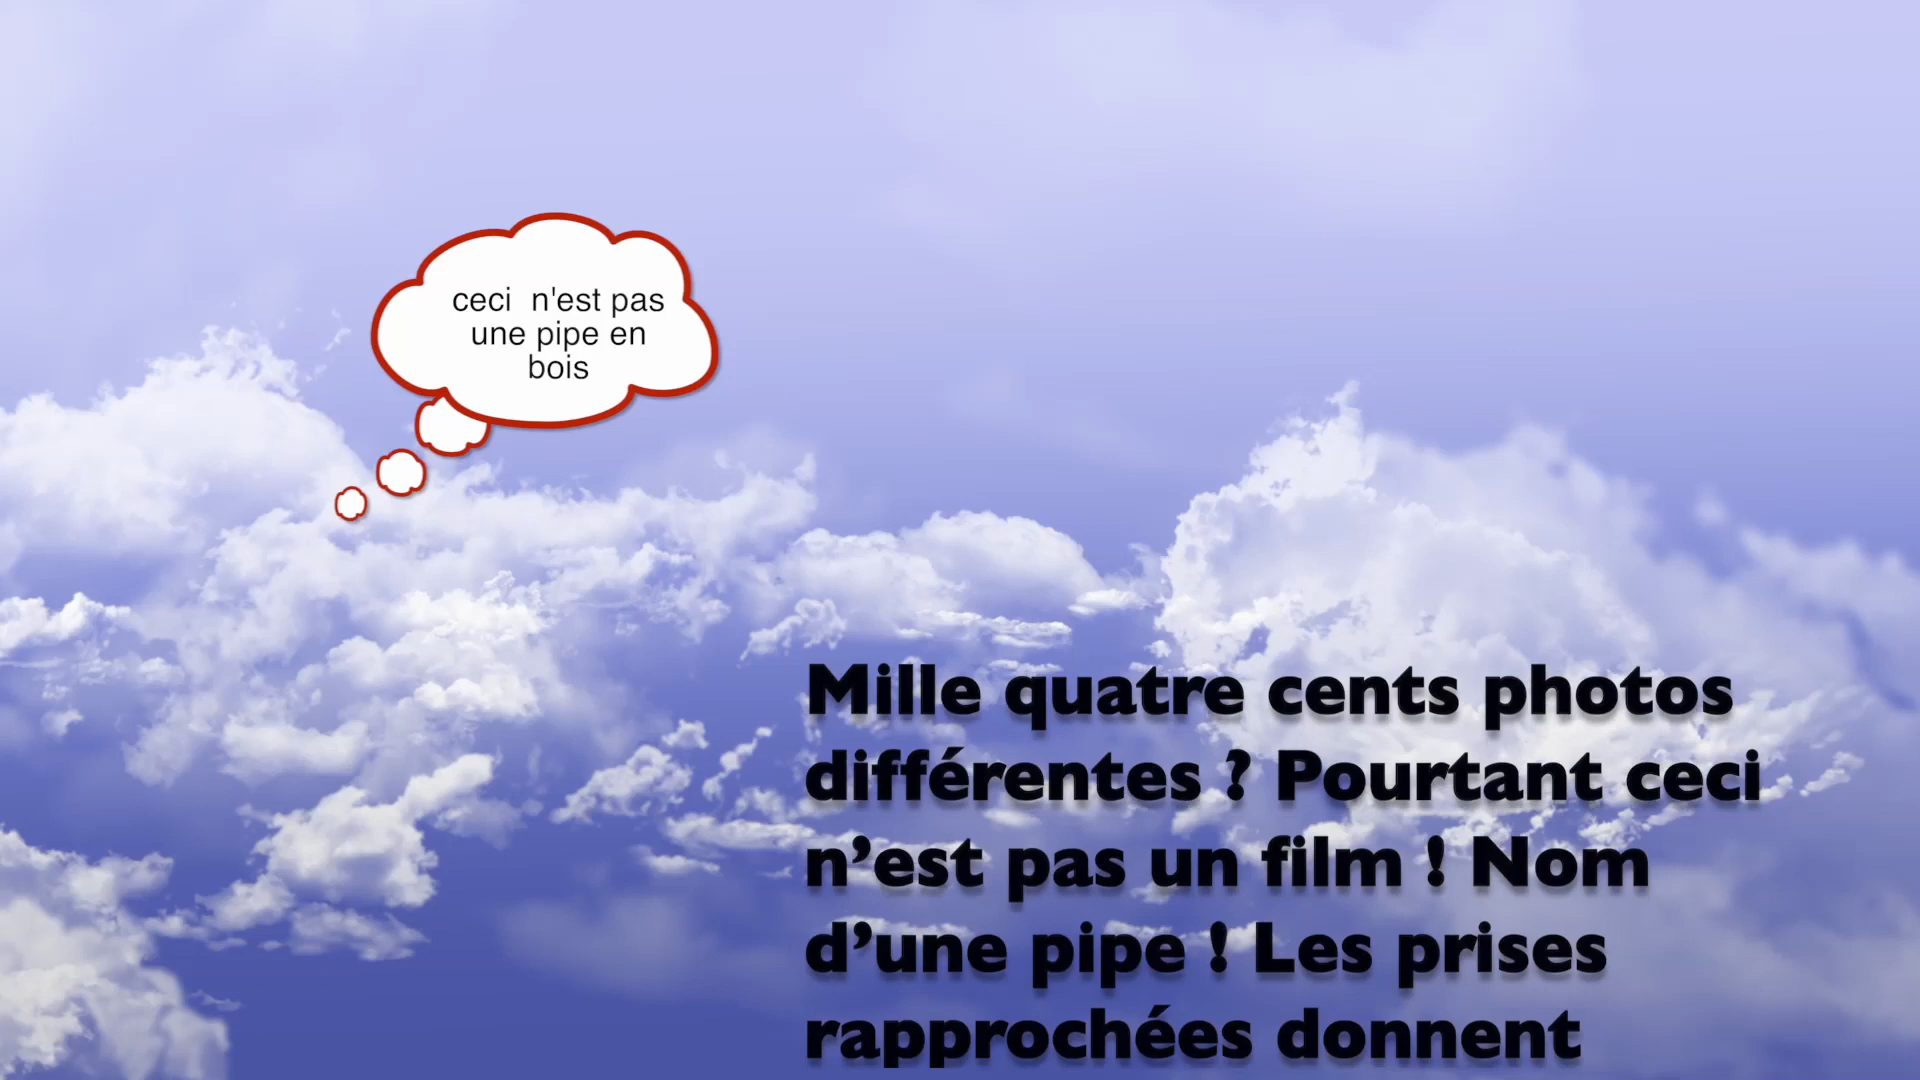 ceci  n'est pas
une pipe en
bois
Mille quatre cents photos
différentes ? Pourtant ceci
n’est pas un film ! Nom
d’une pipe ! Les prises
rapprochées donnent